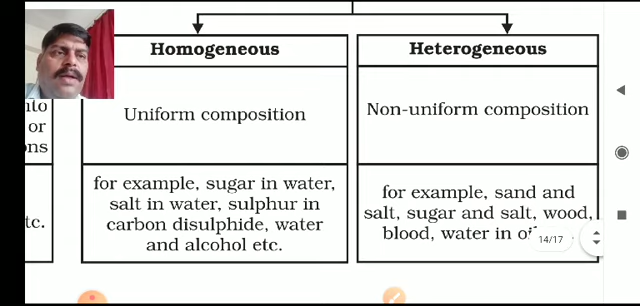 Homogeneous
Heterogeneous
Uniform composition
Non-uniform composition
or
for example, sugar in water,
salt in water, sulphur in
carbon disulphide, water
and alcohol etc.
for example, sand and
salt, sugar and salt, wood,
blood, water in
14/17